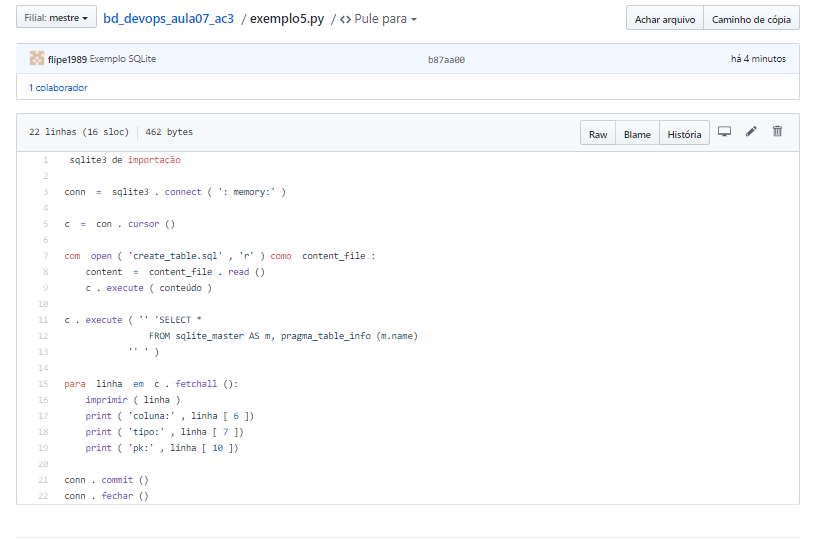 Filial: mestre bd_devops_aula07_ac3 / exemplo5.py / <> Pule para Achar arquivo Caminho de cópia
flipe1989 Exemplo SQLite b87aa00 há 4 minutos
1 colaborador
22 linhas (16 sloc) 462 bytes Raw Blame História
1 sqlite3 de importação
2
3 conn = sqlite3 . connect ( ': memory:' )
4
5 c = con . cursor ()
6
7 com open ( 'create_table.sql' , 'r' ) como content_file :
8 content = content_file . read ()
9 c . execute ( conteúdo )
10
11 c . execute ( '' 'SELECT *
12 FROM sqlite_master AS m, pragma_table_info (m.name)
13 '' ' )
14
15 para linha em c . fetchall ():
16 imprimir ( linha )
17 print ( 'coluna:' , linha [ 6 ])
18 print ( 'tipo:' , linha [ 7 ])
19 print ( 'pk:' , linha [ 10 ])
20
21 conn . commit ()
22 conn . fechar ()